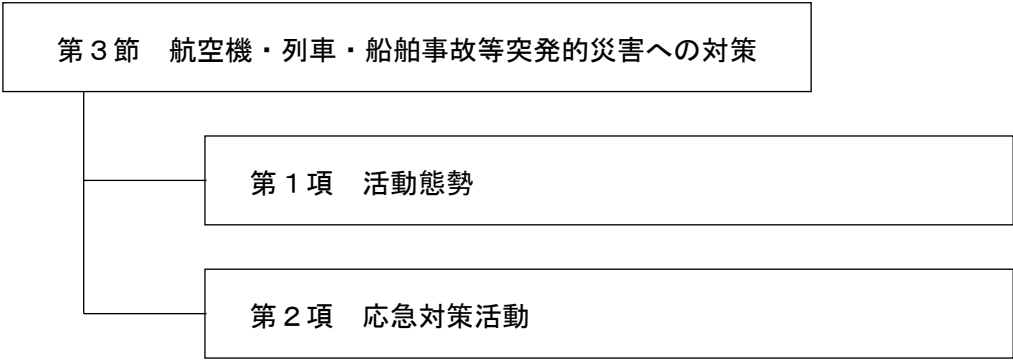 第３節　航空機・列車・船舶事故等突発的災害への対策
第１項　活動態勢
第２項　応急対策活動